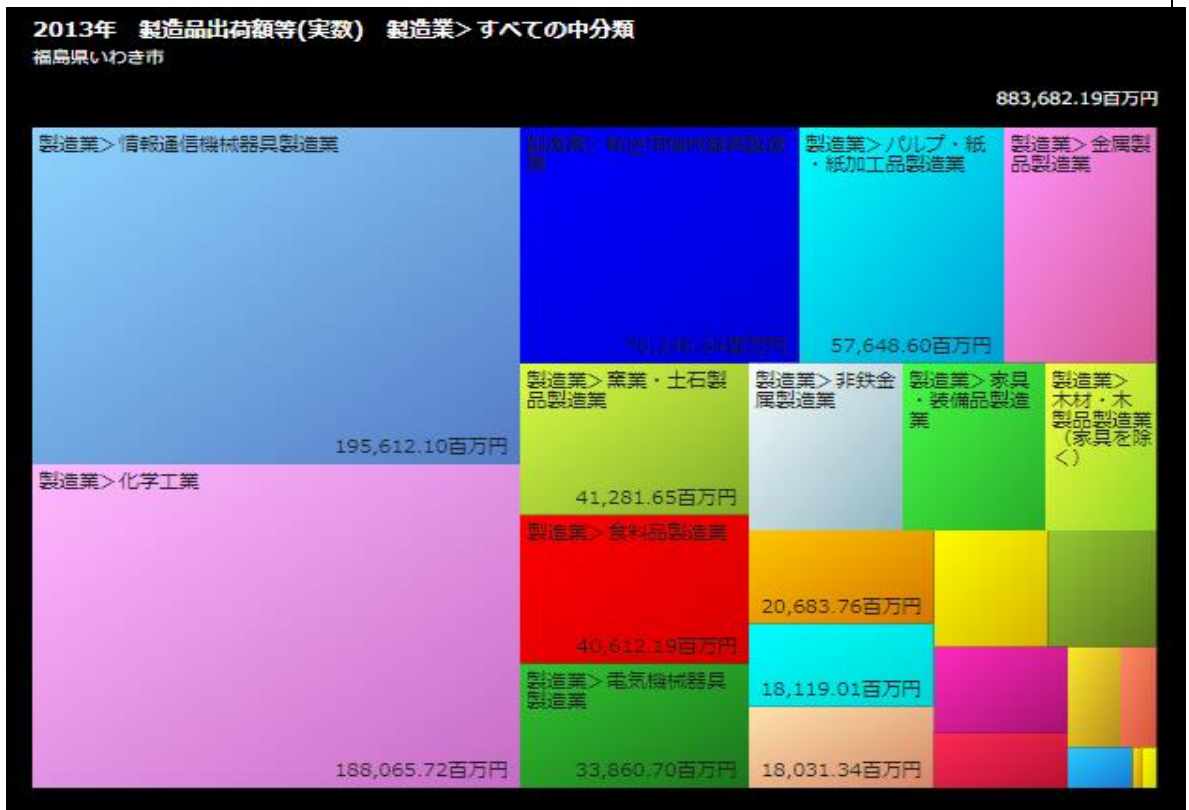 2013年 製造品出荷額等(実数) 製造業>すべての中分類
福島県いわき市
883,682.19百万円
製造業>情報通信機械器具製造業
195,612.10百万円
製造業>化学工業
188,065.72百万円
製造業>パルプ・紙
・紙加工品製造業
57,648.60百万円
製造業>金属製
品製造業
製造業>窯業・土石製
品製造業
41,281.65百万円
製造業>食料品製造業
40,612.19百万円
製造業>電気機械器具
製造業
33,860.70百万円
製造業>非鉄金
属製造業
製造業>家具
・装備品製造
業
製造業>
木材・木
製品製造業
(家具を除
く)
20,683.76百万円
18,119.01百万円
18,031.34百万円